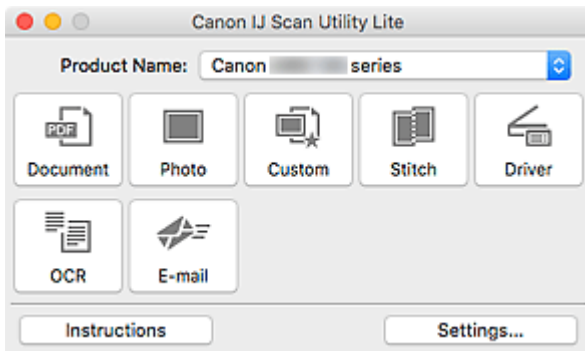 Canon IJ Scan Utility Lite
Product Name: Canon series
PDF
Document Photo Custom Stitch Driver
OCR E-mail
Instructions Settings...